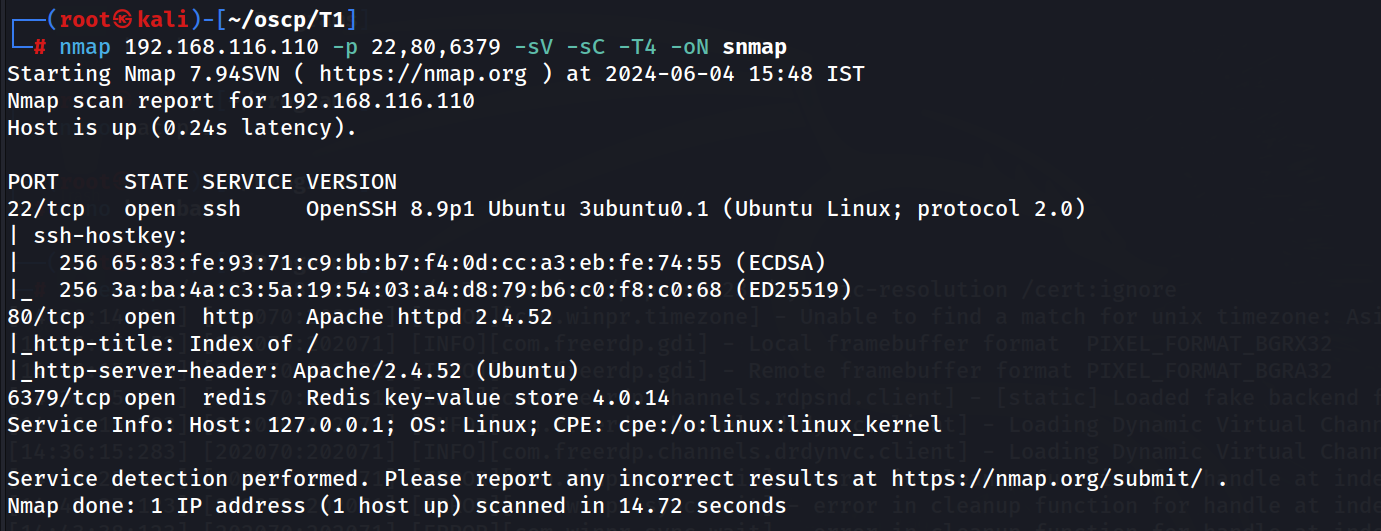 ┌──(root㉿kali)-[~/oscp/T1]
└─# nmap 192.168.116.110 -p 22,80,6379 -sV -sC -T4 -oN snmap
Starting Nmap 7.94SVN ( https://nmap.org ) at 2024-06-04 15:48 IST
Nmap scan report for 192.168.116.110
Host is up (0.24s latency).

PORT     STATE SERVICE VERSION
22/tcp   open  ssh     OpenSSH 8.9p1 Ubuntu 3ubuntu0.1 (Ubuntu Linux; protocol 2.0)
| ssh-hostkey:
|   256 65:83:fe:93:71:c9:bb:b7:f4:0d:cc:a3:eb:fe:74:55 (ECDSA)
|_  256 3a:ba:4a:c3:5a:19:54:03:a4:d8:79:b6:c0:f8:c0:68 (ED25519)
80/tcp   open  http    Apache httpd 2.4.52
|_http-title: Index of /
|_http-server-header: Apache/2.4.52 (Ubuntu)
6379/tcp open  redis   Redis key-value store 4.0.14
Service Info: Host: 127.0.0.1; OS: Linux; CPE: cpe:/o:linux:linux_kernel

Service detection performed. Please report any incorrect results at https://nmap.org/submit/ .
Nmap done: 1 IP address (1 host up) scanned in 14.72 seconds